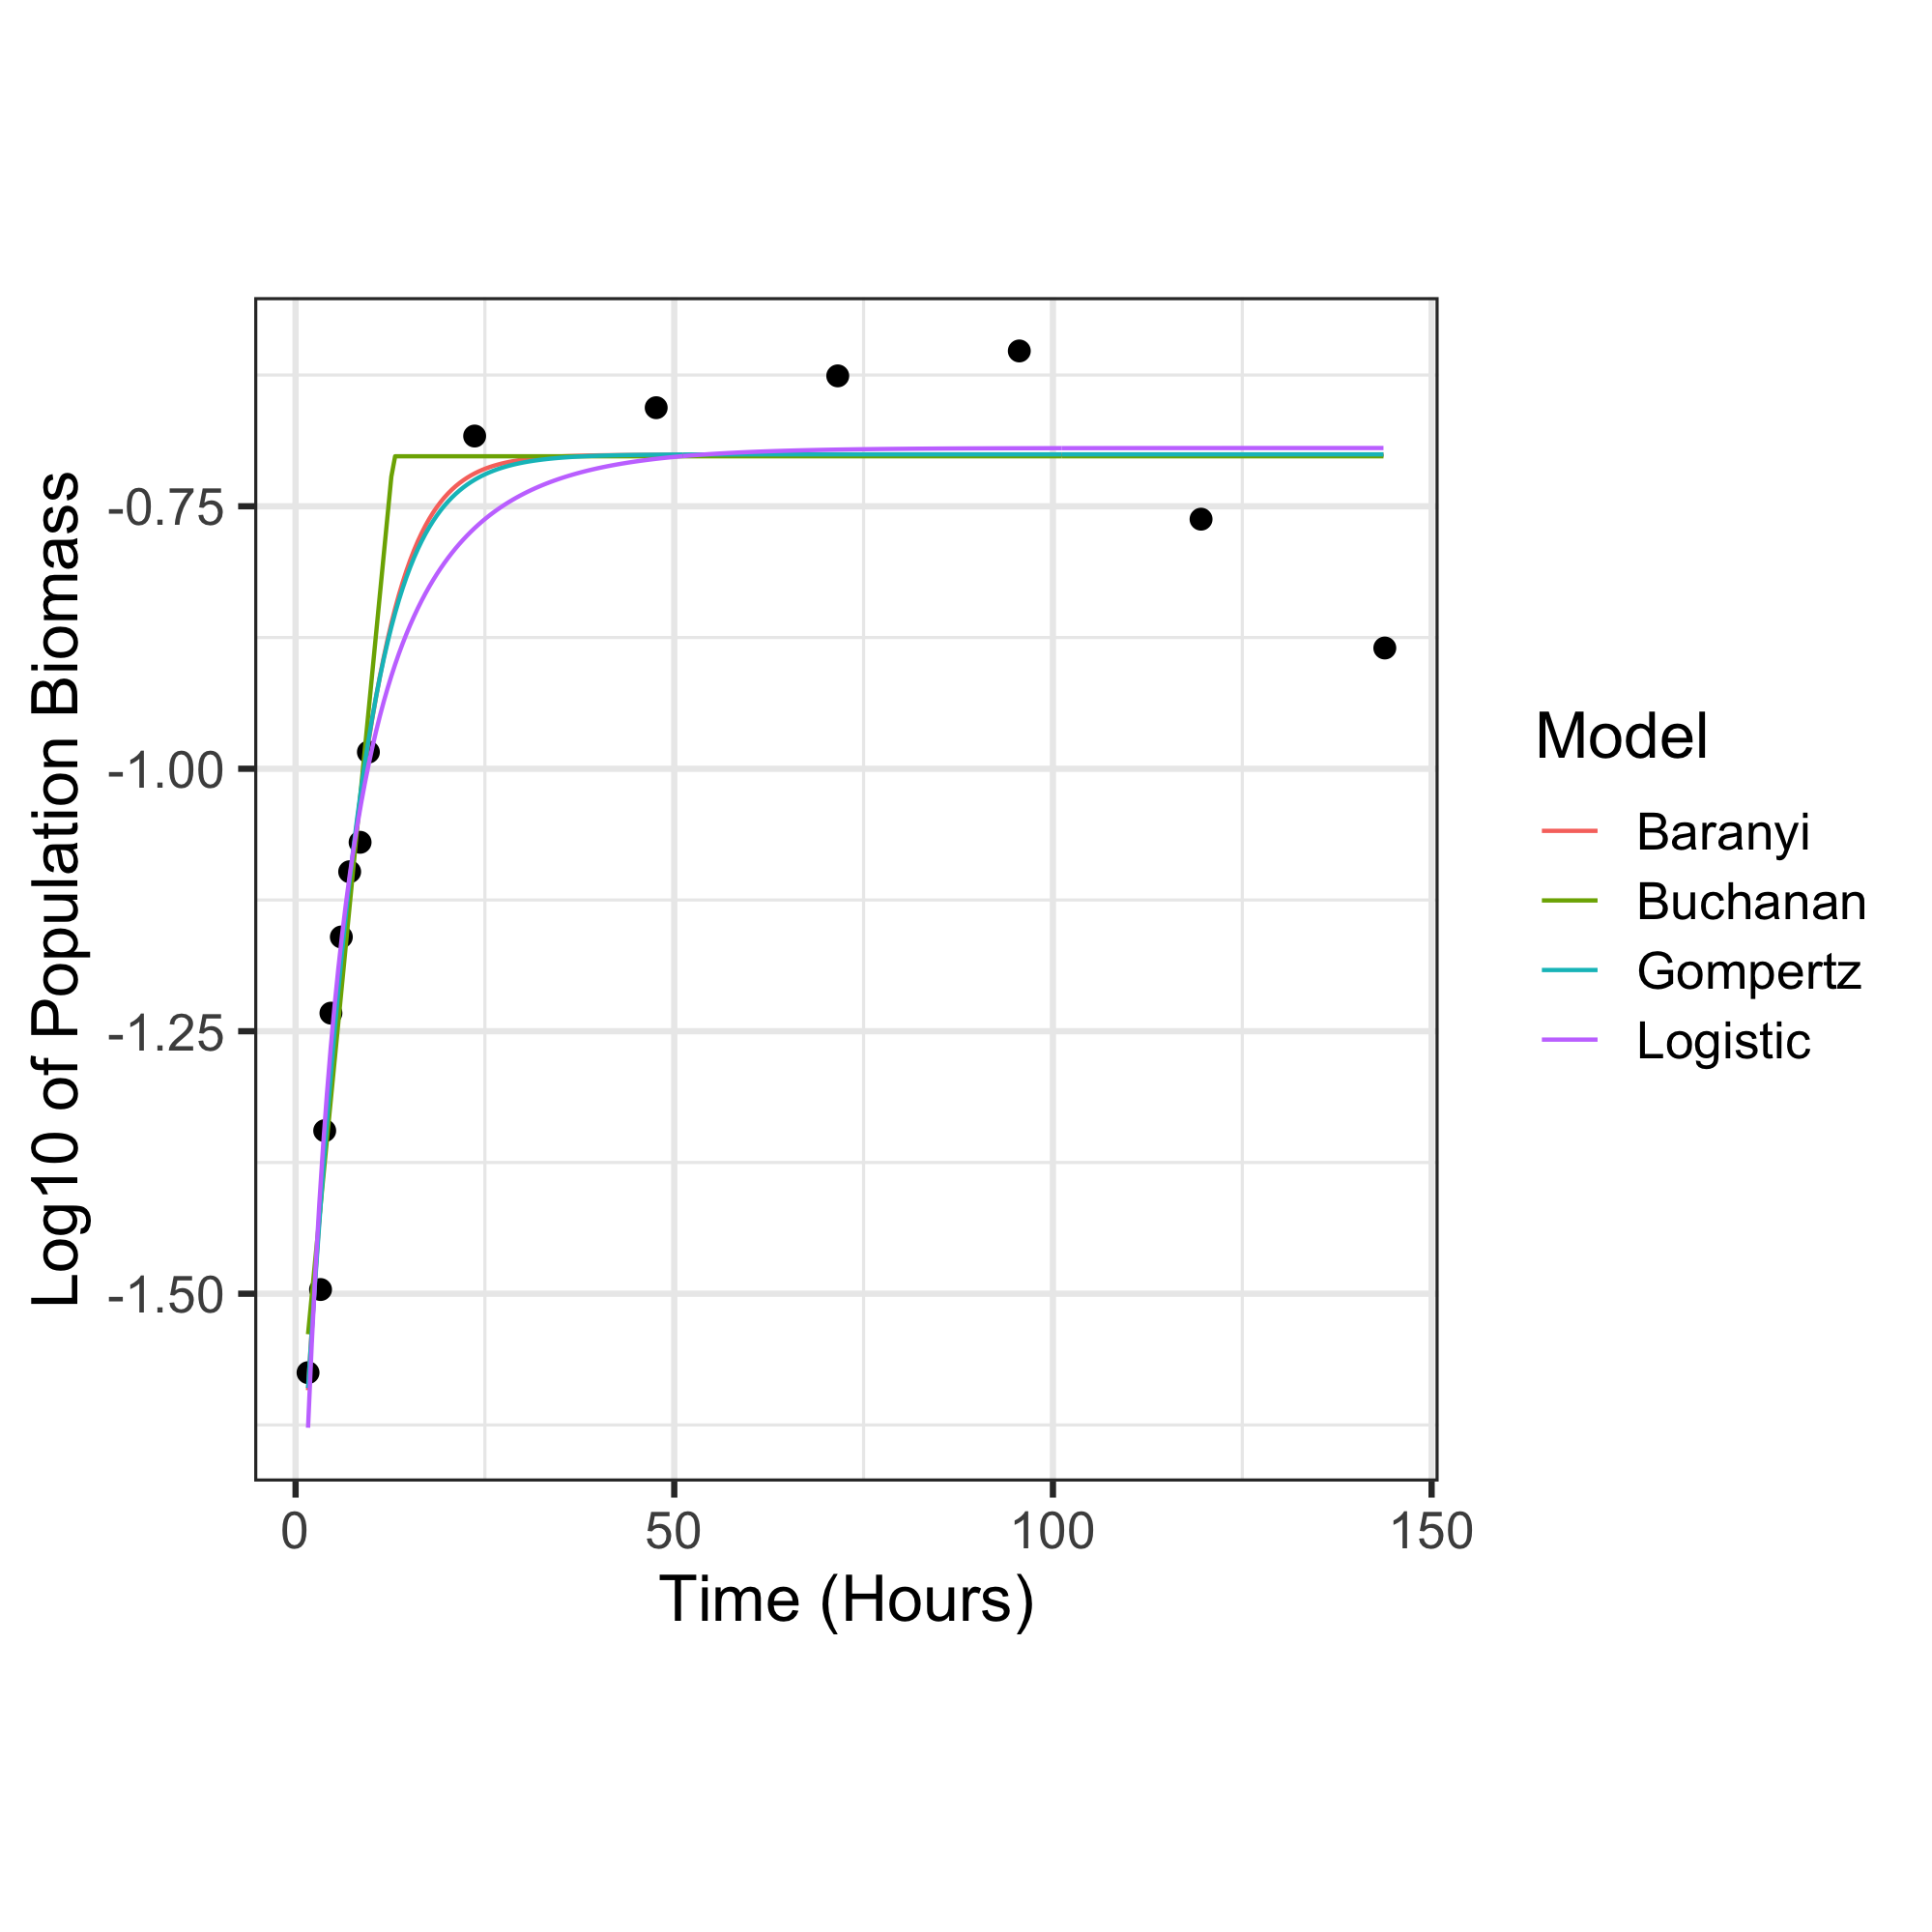 Log10 of Population Biomass
-0.75
-1.00
-1.25
-1.50
0 50 100 150
Time (Hours)
Model
Baranyi
Buchanan
Gompertz
Logistic